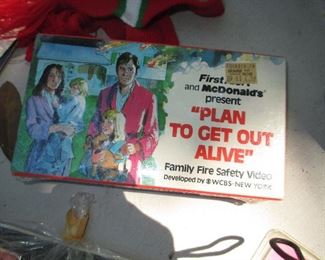 First
and McDonald's
present
"PLAN
TO GET OUT
ALIVE"
Family Fire Safety Video
Developed by WCBS-NEW YORK